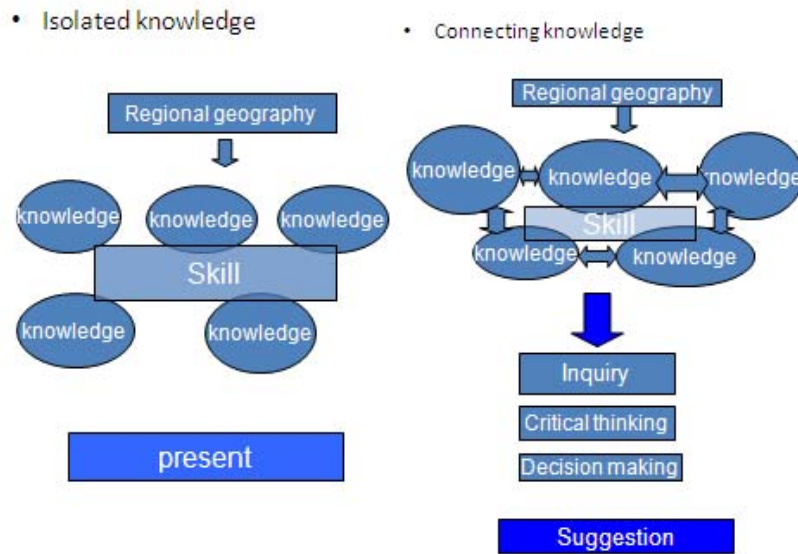 • Isolated knowledge
Regional geography
knowledge
knowledge
knowledge
Skill
knowledge
knowledge
present
• Connecting knowledge
Regional geography
knowledge
knowledge
knowledge
Skill
knowledge
knowledge
Inquiry
Critical thinking
Decision making
Suggestion